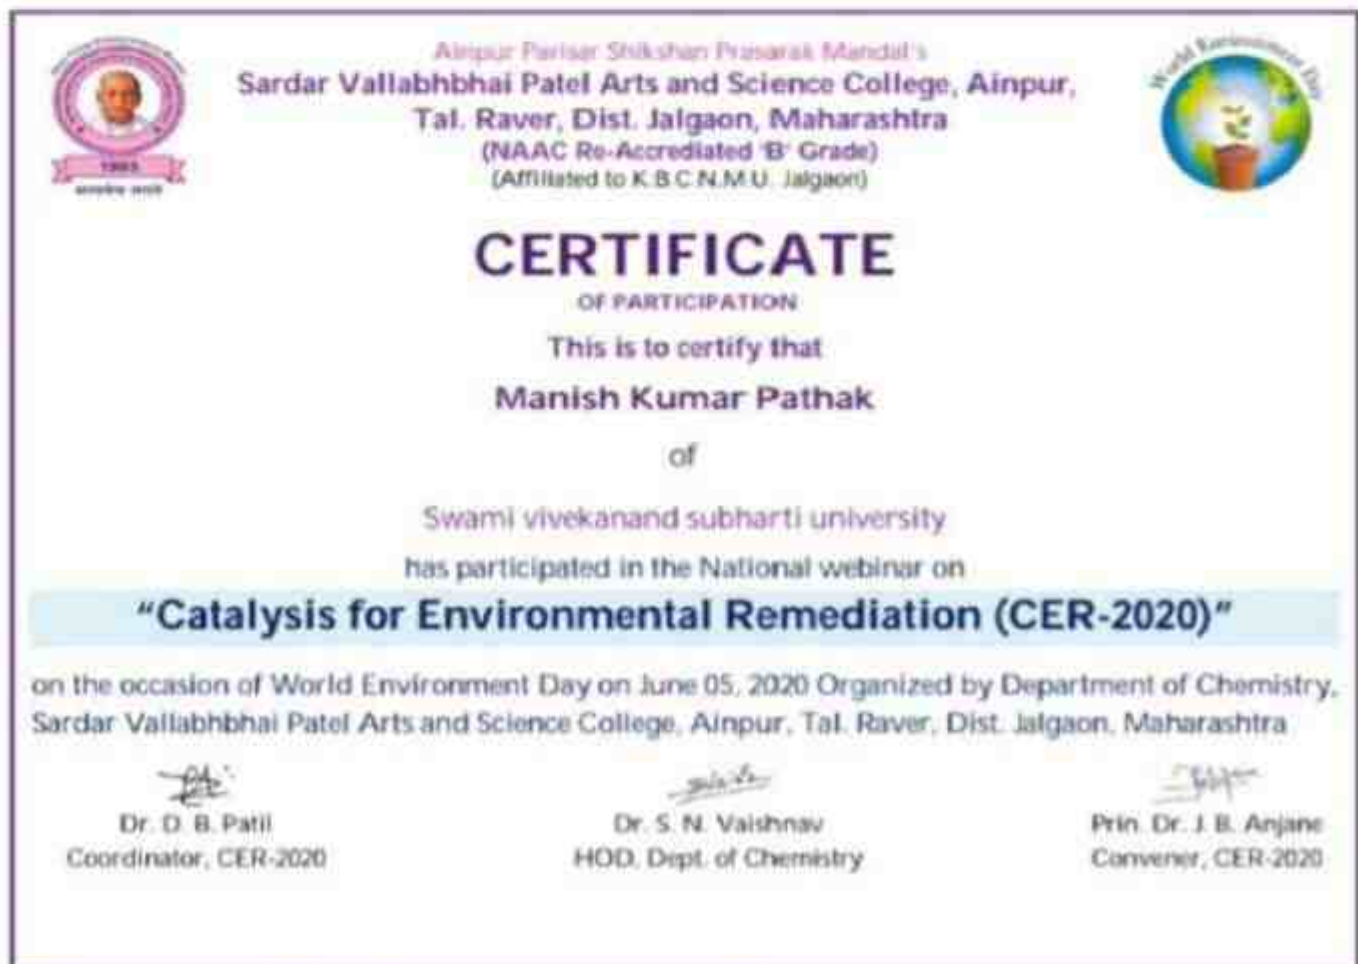 Ainpur Parisar Shikshan Prasarak Mandal's
Sardar Vallabhbhai Patel Arts and Science College, Ainpur,
Tal. Raver, Dist. Jalgaon, Maharashtra
(NAAC Re-Accrediated 'B' Grade)
(Affiliated to K.B.C.N.M.U. Jalgaon)
World Environment Day
1993
CERTIFICATE
OF PARTICIPATION
This is to certify that
Manish Kumar Pathak
of
Swami vivekanand subharti university
has participated in the National webinar on
“Catalysis for Environmental Remediation (CER-2020)”
on the occasion of World Environment Day on June 05, 2020 Organized by Department of Chemistry,
Sardar Vallabhbhai Patel Arts and Science College, Ainpur, Tal. Raver, Dist. Jalgaon, Maharashtra
Dr. D. B. Patil
Coordinator, CER-2020
Dr. S. N. Vaishnav
HOD, Dept. of Chemistry
Prin. Dr. J. B. Anjane
Convener, CER-2020